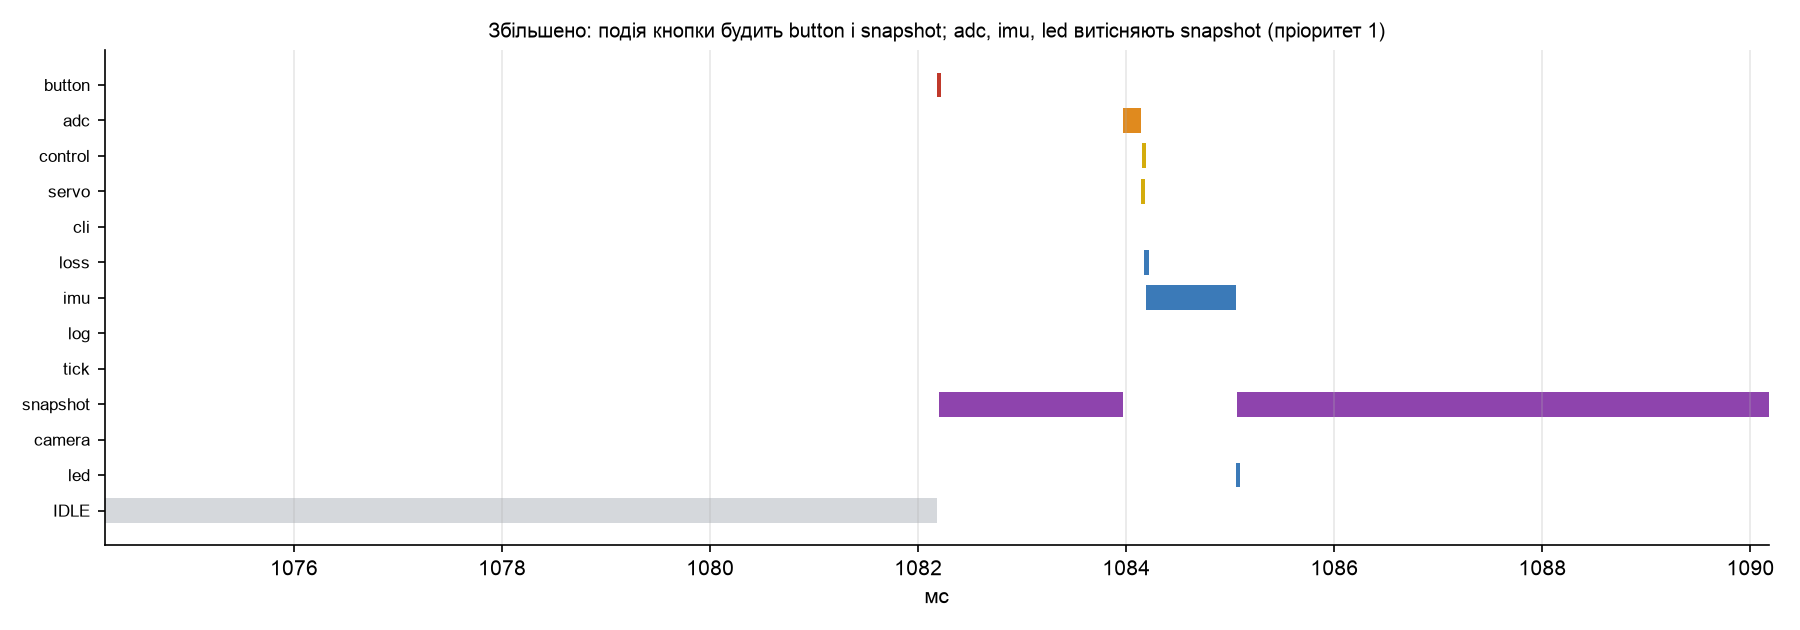 Збільшено: подія кнопки будить button і snapshot; adc, imu, led витісняють snapshot (пріоритет 1)
button
adc
control
servo
cli
loss
imu
log
tick
snapshot
camera
led
IDLE
1076 1078 1080 1082 1084 1086 1088 1090
мс